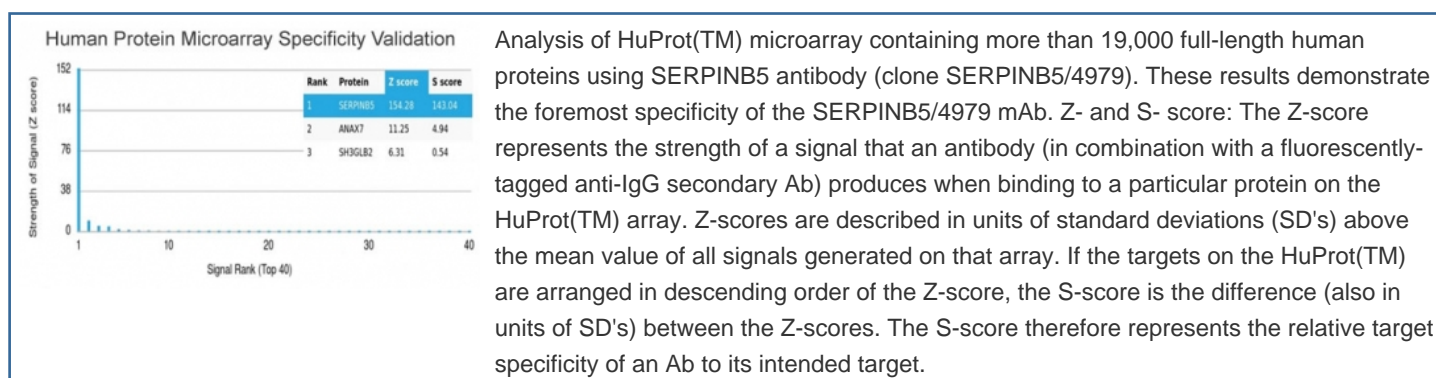 Human Protein Microarray Specificity Validation
Strength of Signal (Z score)
152
114
76
38
0
1 10 20 30 40
Signal Rank (Top 40)
Rank Protein Z score S score
1 SERPINB5 154.28 143.04
2 ANAX7 11.25 4.94
3 SH3GLB2 6.31 0.54
Analysis of HuProt(TM) microarray containing more than 19,000 full-length human
proteins using SERPINB5 antibody (clone SERPINB5/4979). These results demonstrate
the foremost specificity of the SERPINB5/4979 mAb. Z- and S- score: The Z-score
represents the strength of a signal that an antibody (in combination with a fluorescently-
tagged anti-IgG secondary Ab) produces when binding to a particular protein on the
HuProt(TM) array. Z-scores are described in units of standard deviations (SD's) above
the mean value of all signals generated on that array. If the targets on the HuProt(TM)
are arranged in descending order of the Z-score, the S-score is the difference (also in
units of SD's) between the Z-scores. The S-score therefore represents the relative target
specificity of an Ab to its intended target.